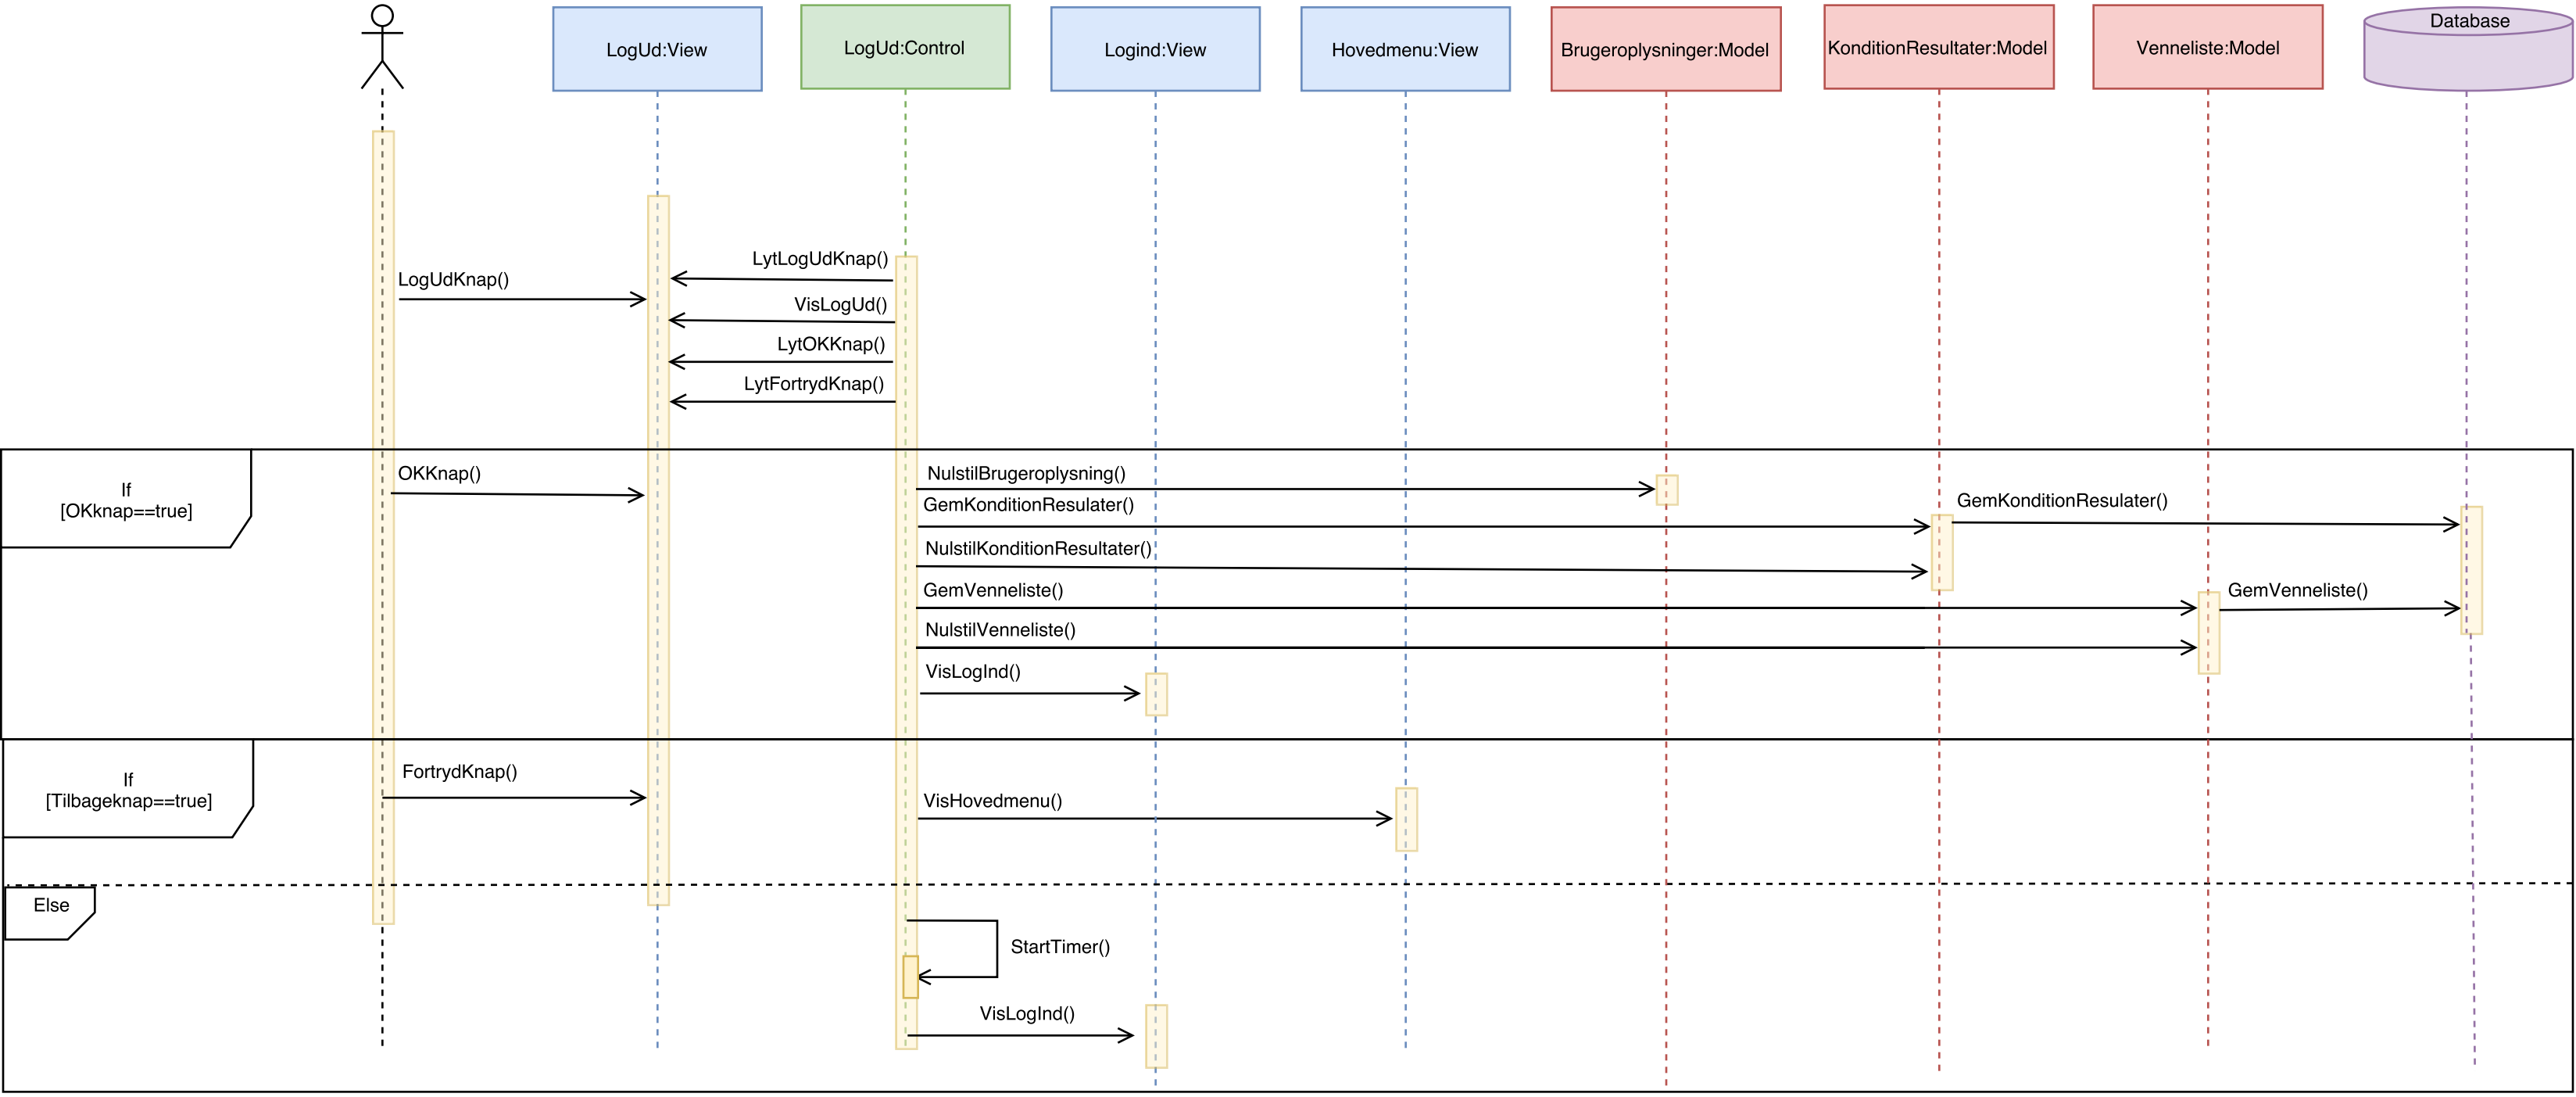 LogUd:View
LogUd:Control
Logind:View
Hovedmenu:View
Brugeroplysninger:Model
KonditionResultater:Model
Venneliste:Model
Database
LytLogUdKnap()
LogUdKnap()
VisLogUd()
LytOKKnap()
LytFortrydKnap()
If
[OKknap==true]
OKKnap()
NulstilBrugeroplysning()
GemKonditionResulater()
GemKonditionResulater()
NulstilKonditionResultater()
GemVenneliste()
GemVenneliste()
NulstilVenneliste()
VisLogInd()
If
[Tilbageknap==true]
FortrydKnap()
VisHovedmenu()
Else
StartTimer()
VisLogInd()